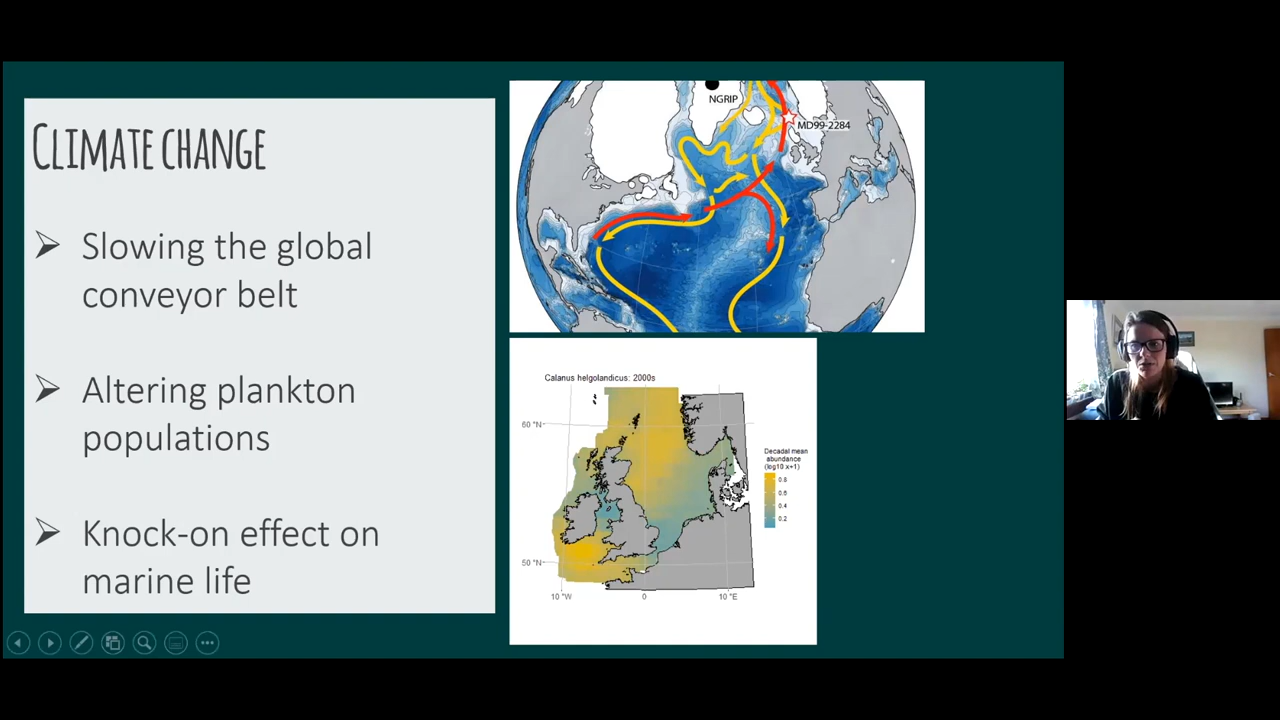 CLIMATE CHANGE
Slowing the global
conveyor belt
Altering plankton
populations
Knock-on effect on
marine life
NGRIP
MD99-2284
Calanus helgolandicus: 2000s
60 °N
50 °N
10 °W
0
10 °E
Decadal mean
abundance
(log10 x+1)
0.8
0.6
0.4
0.2